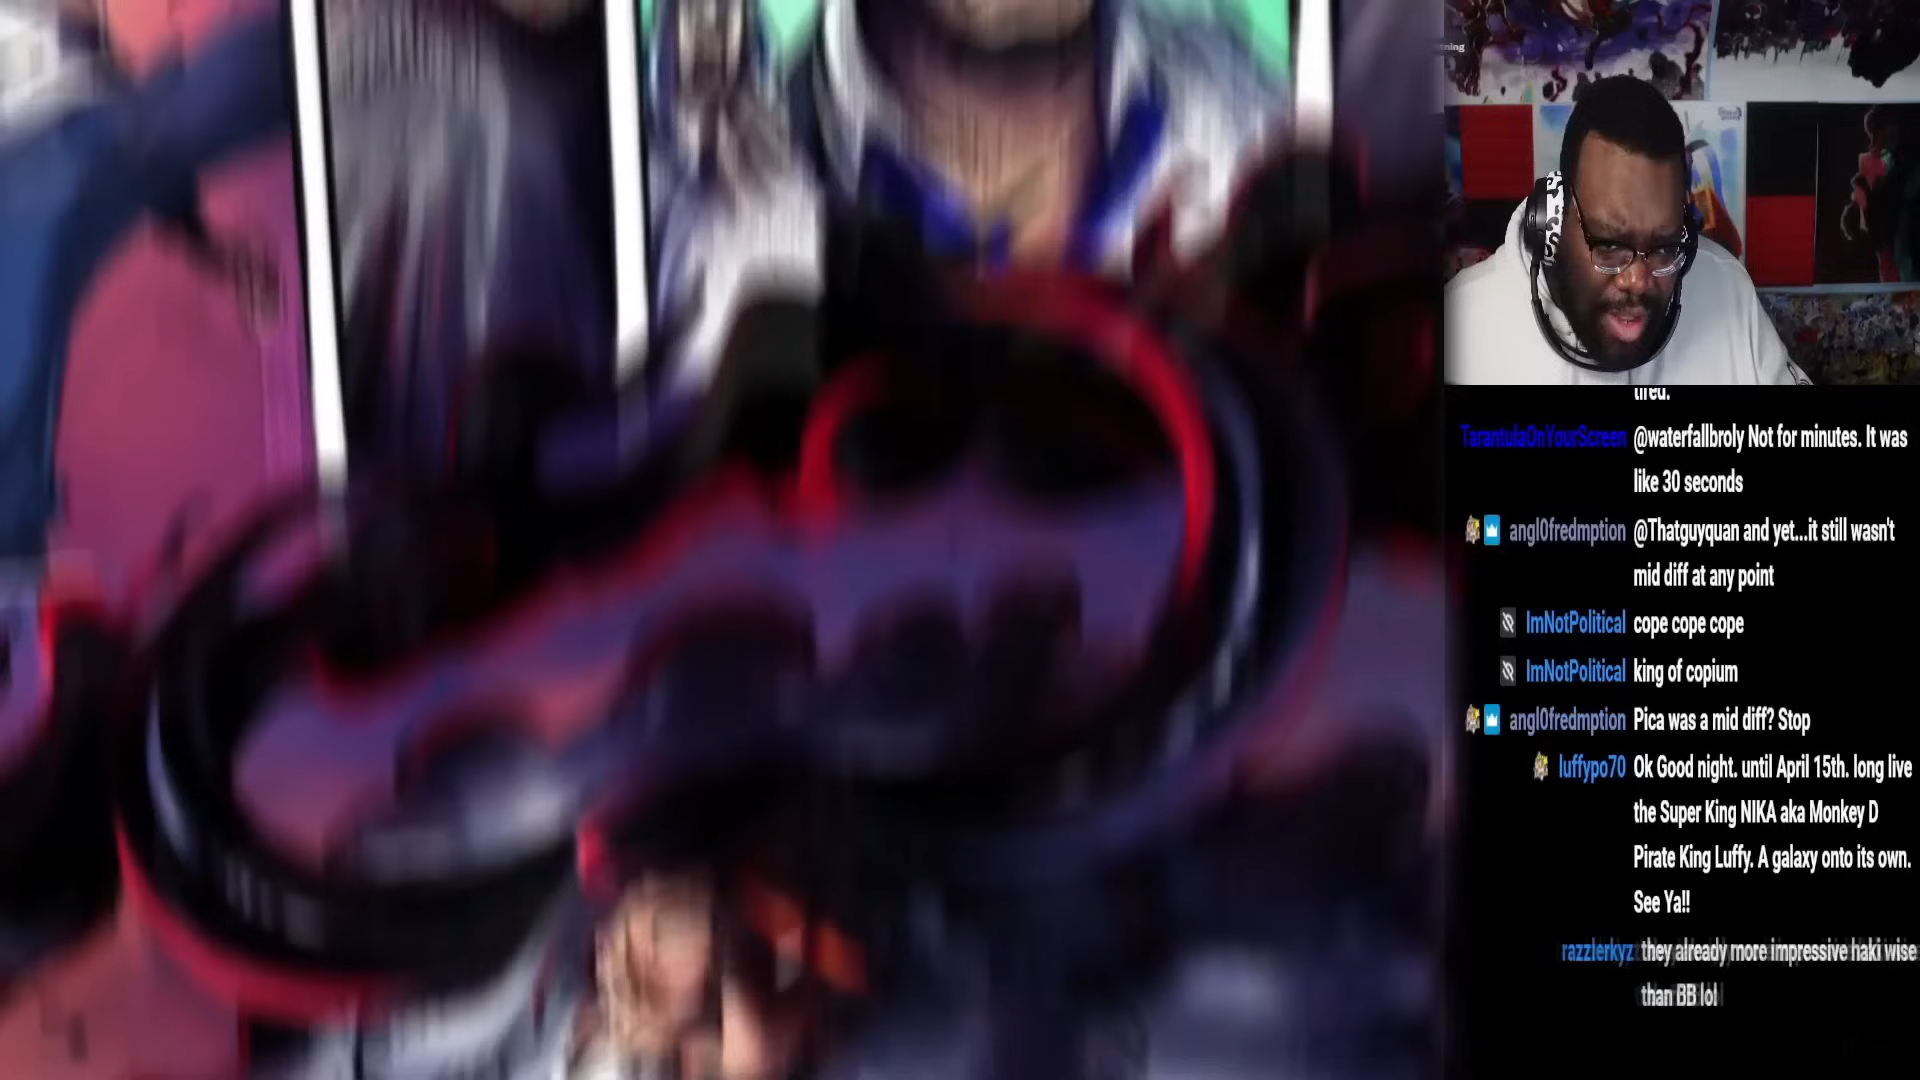 tning
tired.
TarantulaOnYourScreen @waterfallbroly Not for minutes. It was
like 30 seconds
angl0fredmption @Thatguyquan and yet...it still wasn't
mid diff at any point
ImNotPolitical cope cope cope
ImNotPolitical king of copium
angl0fredmption Pica was a mid diff? Stop
luffypo70 Ok Good night. until April 15th. long live
the Super King NIKA aka Monkey D
Pirate King Luffy. A galaxy onto its own.
See Ya!!
razzlerkyz they already more impressive haki wise
than BB lol